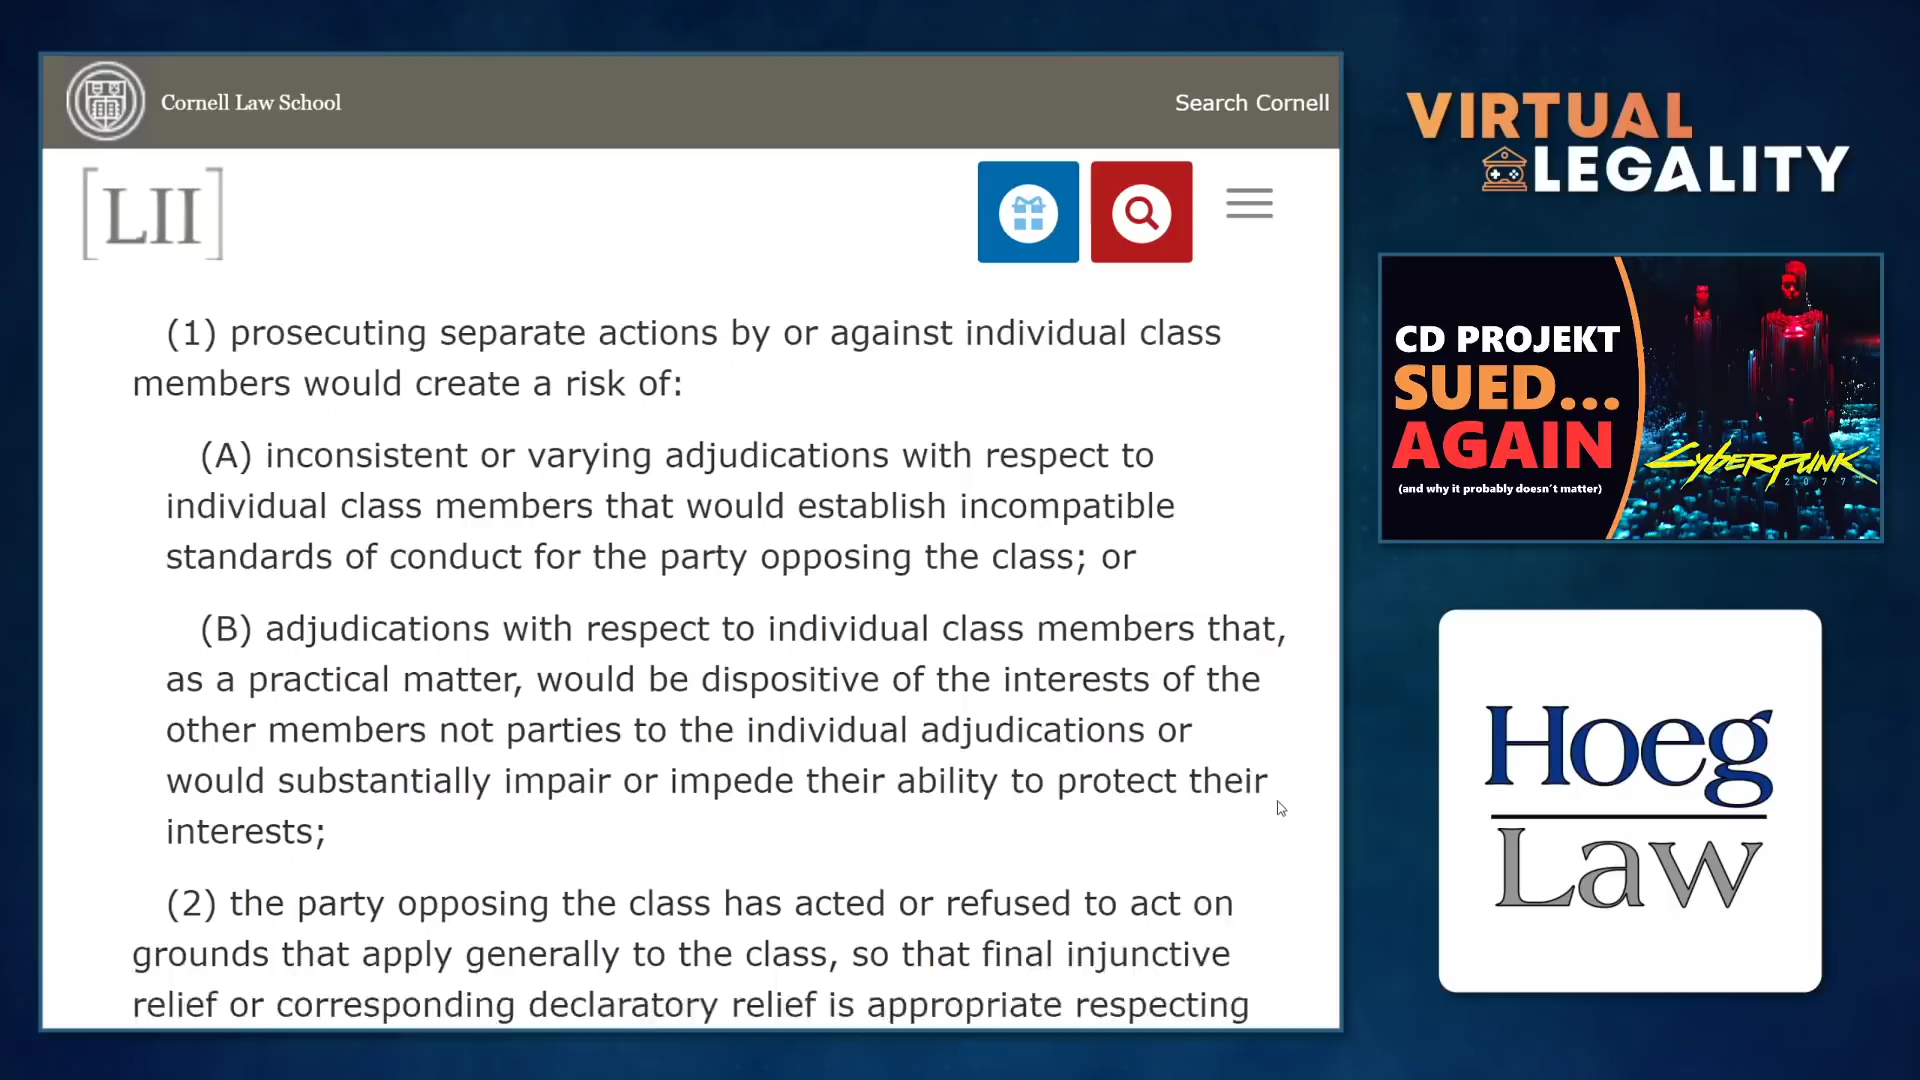 Cornell Law School
Search Cornell
LII
(1) prosecuting separate actions by or against individual class
members would create a risk of:
(A) inconsistent or varying adjudications with respect to
individual class members that would establish incompatible
standards of conduct for the party opposing the class; or
(B) adjudications with respect to individual class members that,
as a practical matter, would be dispositive of the interests of the
other members not parties to the individual adjudications or
would substantially impair or impede their ability to protect their
interests;
(2) the party opposing the class has acted or refused to act on
grounds that apply generally to the class, so that final injunctive
relief or corresponding declaratory relief is appropriate respecting
VIRTUAL
LEGALITY
CD PROJEKT
SUED...
AGAIN
(and why it probably doesn't matter)
CYBERPUNK
2077
Hoeg
Law